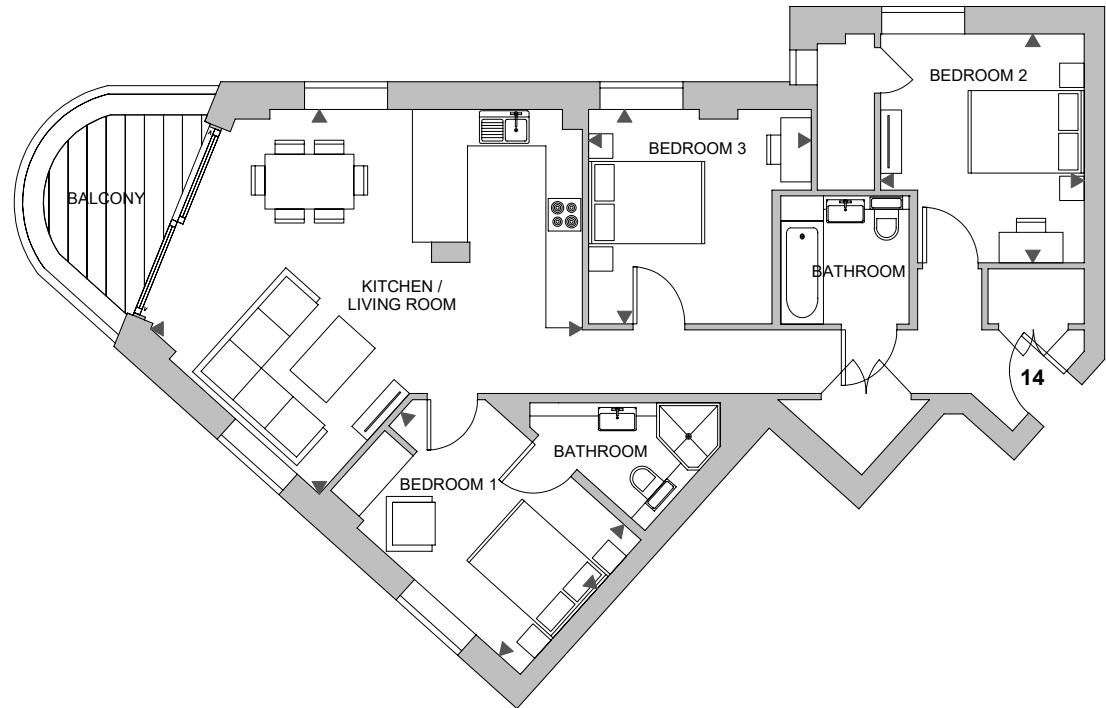 BEDROOM 2
BEDROOM 3
BALCONY
BATHROOM
KITCHEN /
LIVING ROOM
14
BATHROOM
BEDROOM 1